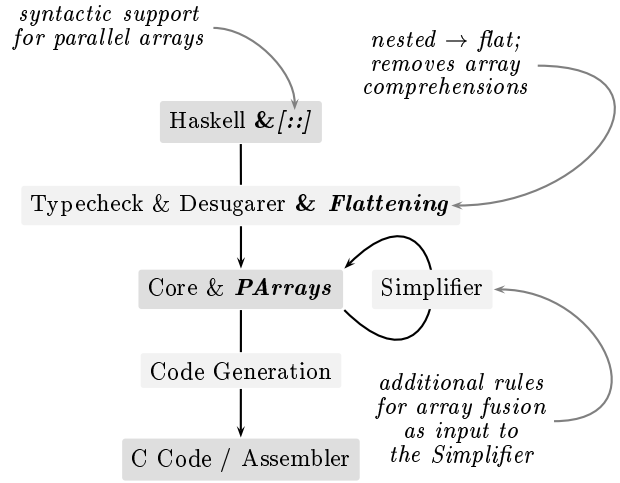 syntactic support
for parallel arrays
nested → flat;
removes array
comprehensions
Haskell &[::]
Typecheck & Desugarer & Flattening
Core & PArrays
Simplifier
Code Generation
additional rules
for array fusion
as input to
the Simplifier
C Code / Assembler